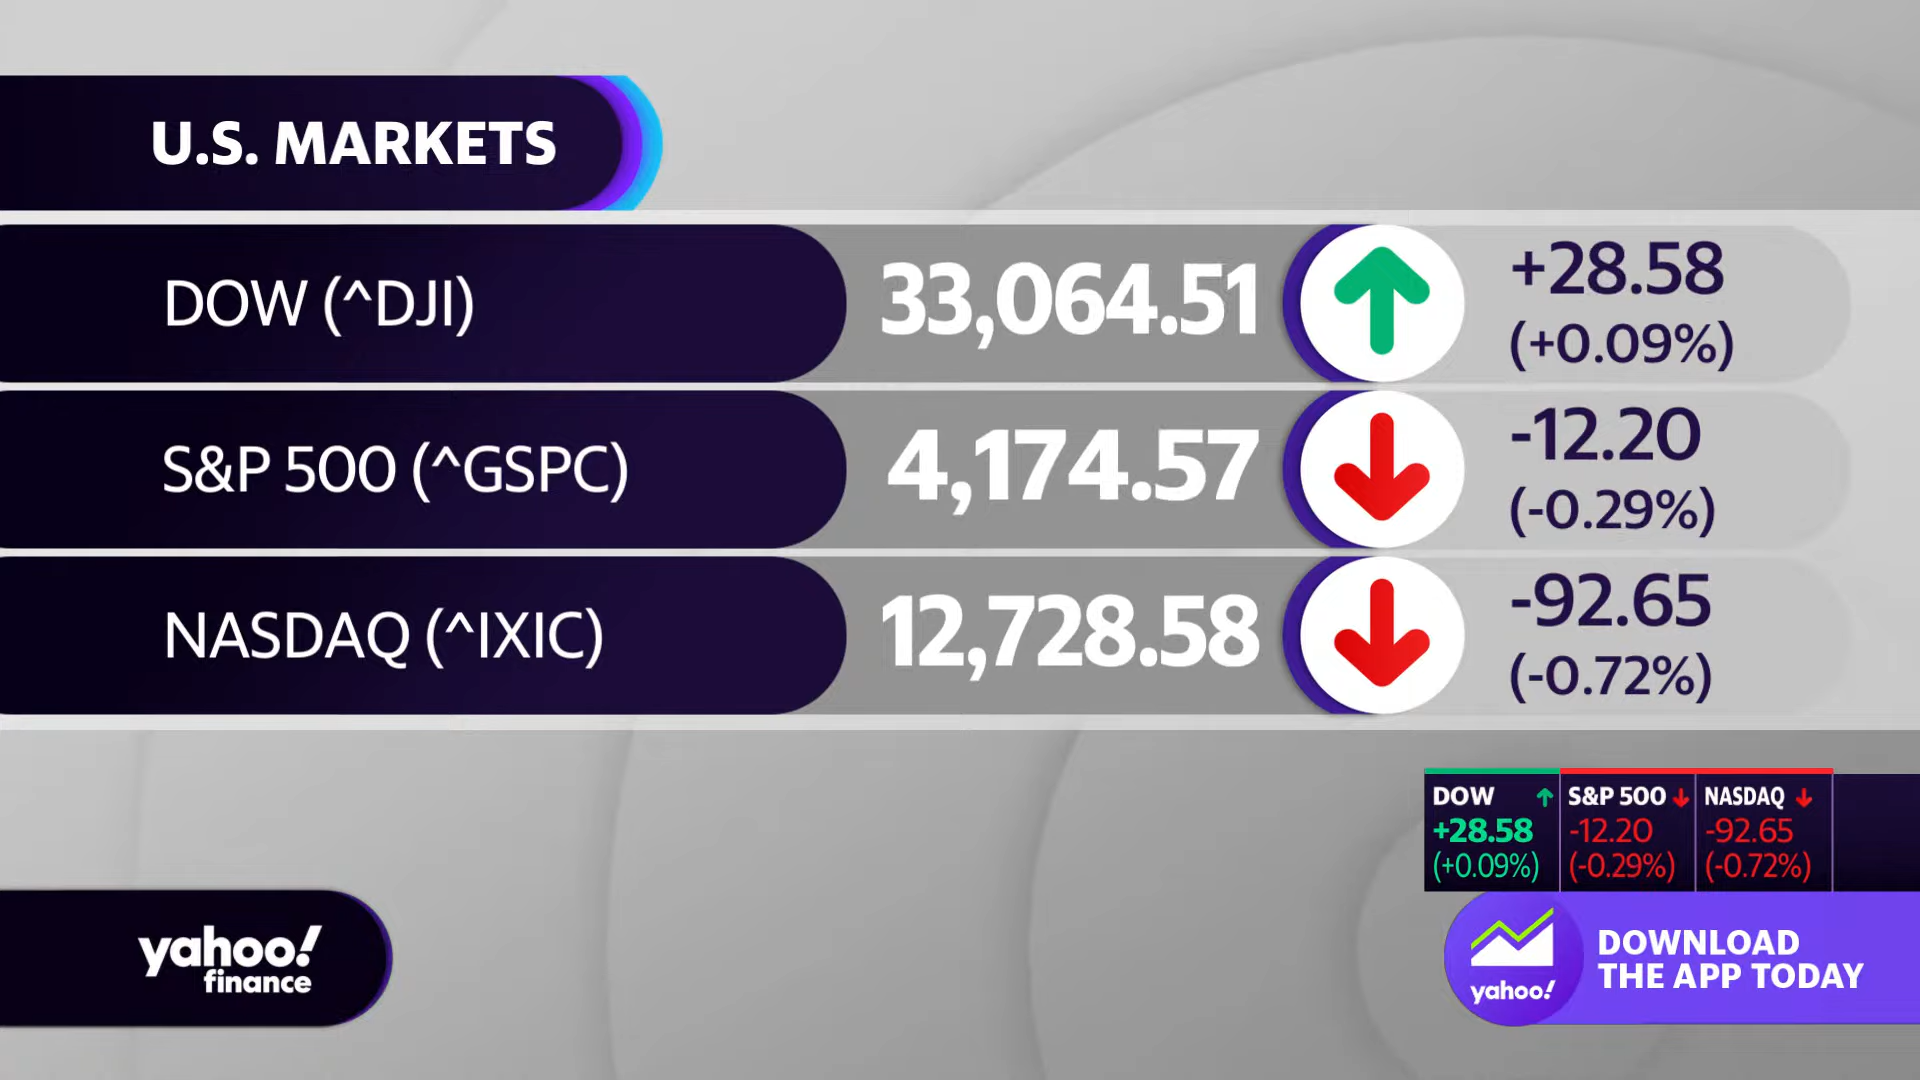 U.S. MARKETS
DOW (^DJI) 33,064.51 +28.58
(+0.09%)
S&P 500 (^GSPC) 4,174.57 -12.20
(-0.29%)
NASDAQ (^IXIC) 12,728.58 -92.65
(-0.72%)
DOW S&P 500 NASDAQ
+28.58 -12.20 -92.65
(+0.09%) (-0.29%) (-0.72%)
yahoo!
finance
yahoo!
DOWNLOAD
THE APP TODAY